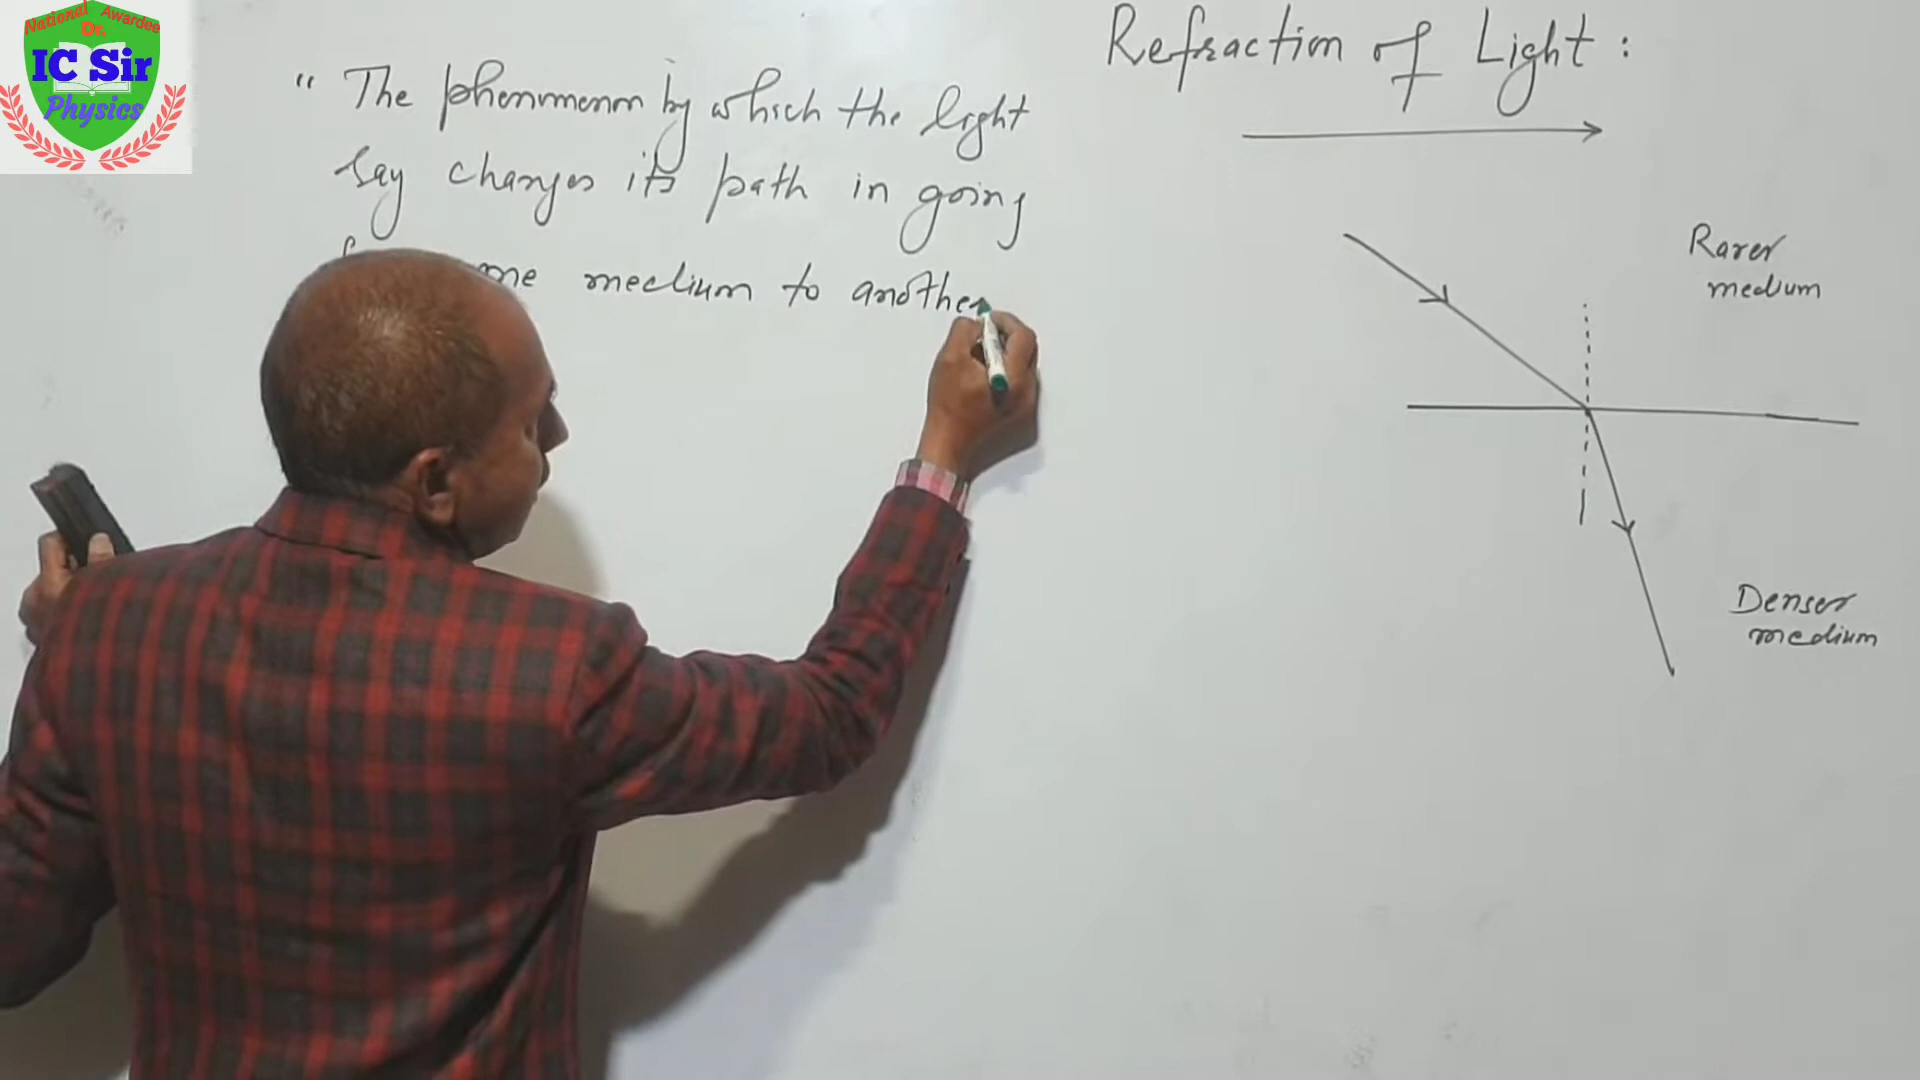 National Awardee
Dr.
IC Sir
Physics
Refraction of Light :
" The phenomenon by which the light
ray changes its path in going
one medium to another
Rarer
medium
Denser
medium